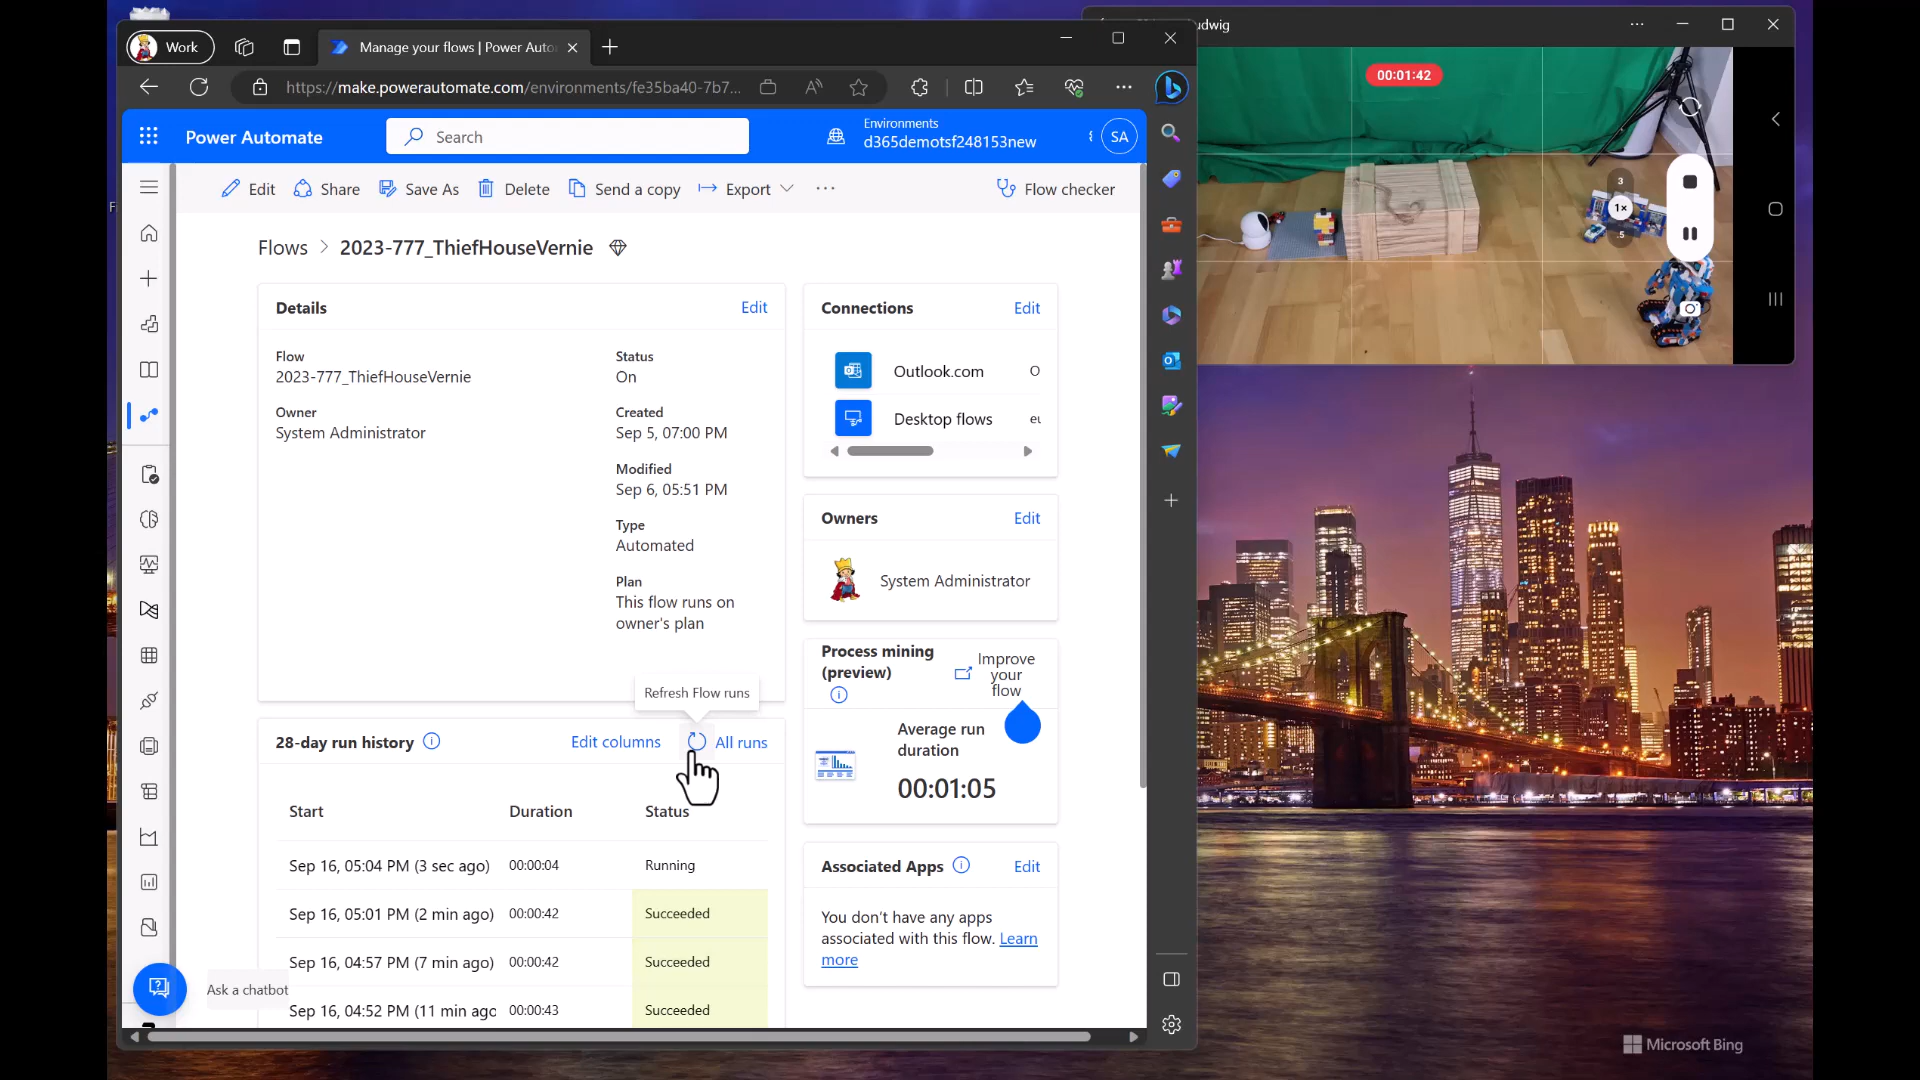 Work
Manage your flows | Power Auto
udwig
https://make.powerautomate.com/environments/fe35ba40-7b7...
00:01:42
Power Automate
Search
Environments
d365demotsf248153new
SA
Edit
Share
Save As
Delete
Send a copy
Export
Flow checker
3
1×
.5
Flows > 2023-777_ThiefHouseVernie
Details
Edit
Flow
2023-777_ThiefHouseVernie
Owner
System Administrator
Status
On
Created
Sep 5, 07:00 PM
Modified
Sep 6, 05:51 PM
Type
Automated
Plan
This flow runs on
owner's plan
Connections
Edit
Outlook.com
O
Desktop flows
eu
Owners
Edit
System Administrator
Process mining
(preview)
Improve
your
flow
Average run
duration
00:01:05
Refresh Flow runs
28-day run history
Edit columns
All runs
Start
Duration
Status
Sep 16, 05:04 PM (3 sec ago)
00:00:04
Running
Sep 16, 05:01 PM (2 min ago)
00:00:42
Succeeded
Sep 16, 04:57 PM (7 min ago)
00:00:42
Succeeded
Sep 16, 04:52 PM (11 min ago
00:00:43
Succeeded
Associated Apps
Edit
You don't have any apps
associated with this flow. Learn
more
Ask a chatbot
Microsoft Bing